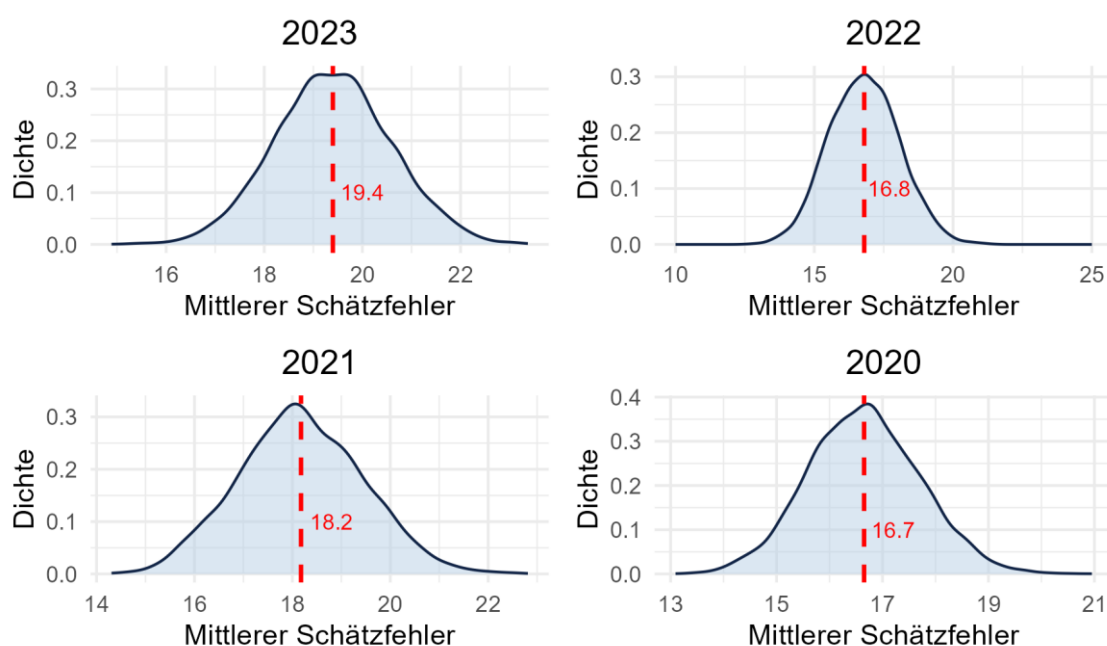 2023
0.3
0.2
0.1
0.0
Dichte
19.4
16 18 20 22
Mittlerer Schätzfehler
2022
0.3
0.2
0.1
0.0
Dichte
16.8
10 15 20 25
Mittlerer Schätzfehler
2021
0.3
0.2
0.1
0.0
Dichte
18.2
14 16 18 20 22
Mittlerer Schätzfehler
2020
0.4
0.3
0.2
0.1
0.0
Dichte
16.7
13 15 17 19 21
Mittlerer Schätzfehler